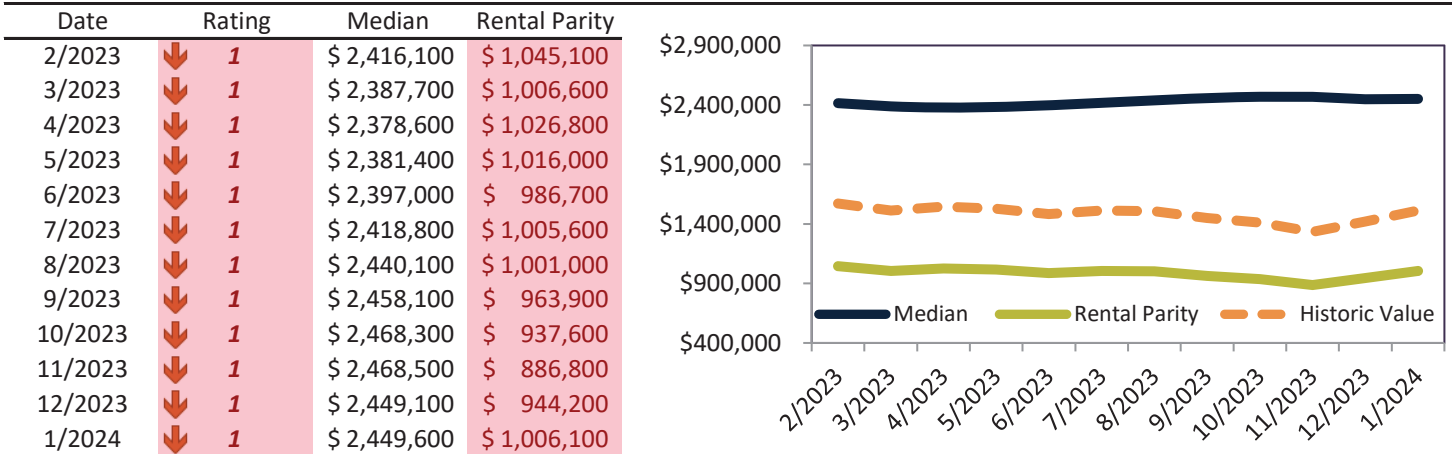 Date Rating Median Rental Parity
2/2023 1 $ 2,416,100 $ 1,045,100
3/2023 1 $ 2,387,700 $ 1,006,600
4/2023 1 $ 2,378,600 $ 1,026,800
5/2023 1 $ 2,381,400 $ 1,016,000
6/2023 1 $ 2,397,000 $ 986,700
7/2023 1 $ 2,418,800 $ 1,005,600
8/2023 1 $ 2,440,100 $ 1,001,000
9/2023 1 $ 2,458,100 $ 963,900
10/2023 1 $ 2,468,300 $ 937,600
11/2023 1 $ 2,468,500 $ 886,800
12/2023 1 $ 2,449,100 $ 944,200
1/2024 1 $ 2,449,600 $ 1,006,100
$2,900,000
$2,400,000
$1,900,000
$1,400,000
$900,000
$400,000
Median Rental Parity Historic Value
2/2023 3/2023 4/2023 5/2023 6/2023 7/2023 8/2023 9/2023 10/2023 11/2023 12/2023 1/2024